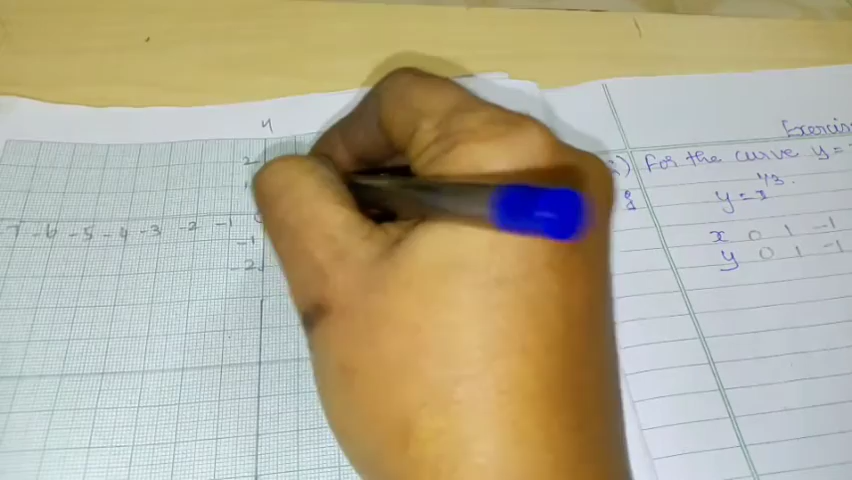 y
2
1
-7 -6 -5 -4 -3 -2 -1
-1
-2
Exercis
i) For the curve y =
y = x^1/3.
x 0 1 -1
y 0 1 -1